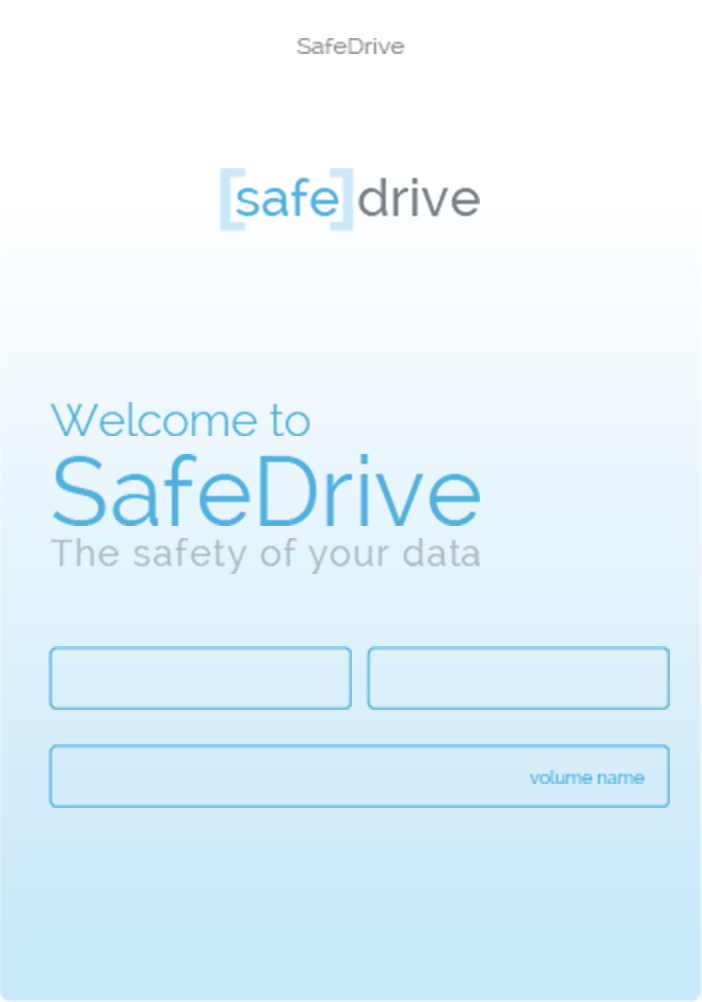 SafeDrive
[safe]drive
Welcome to
SafeDrive
The safety of your data
volume name